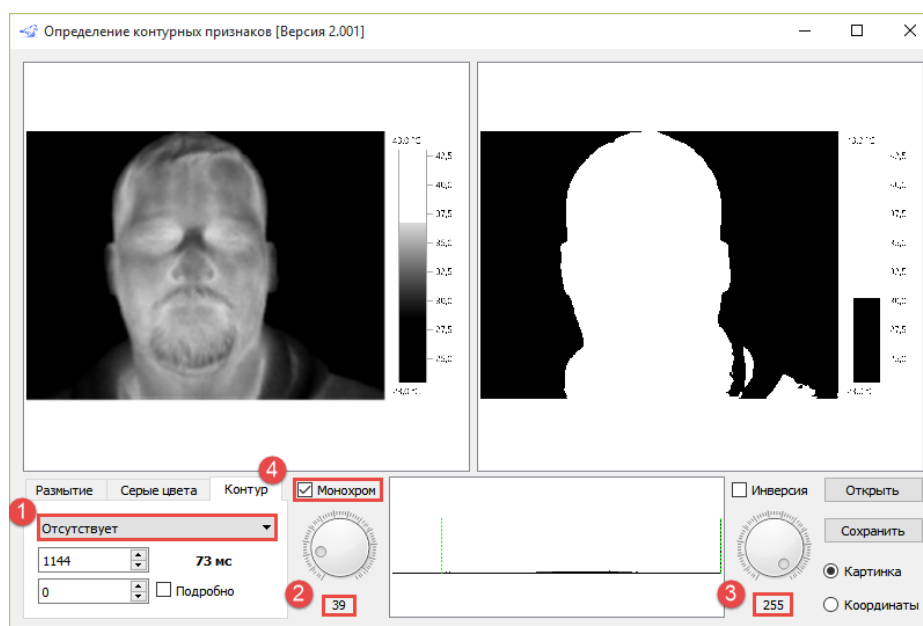 Определение контурных признаков [Версия 2.001]
42,5
40,0
37,5
35,0
32,5
30,0
27,5
25,0
4
Размытие Серые цвета Контур
Монохром
Инверсия
Открыть
1
Отсутствует
Сохранить
1144
73 мс
Картинка
0
Подробно
2
39
3
255
Координаты